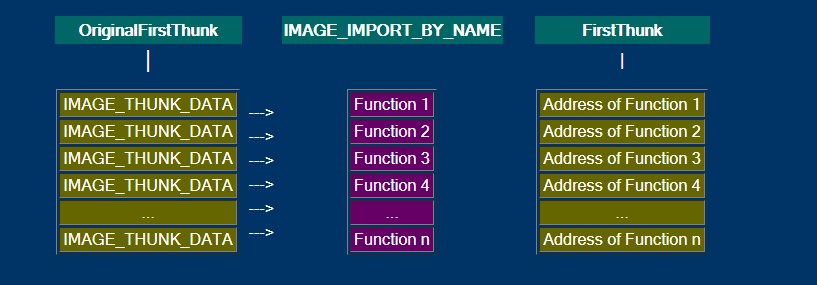 OriginalFirstThunk IMAGE_IMPORT_BY_NAME FirstThunk
| |
IMAGE_THUNK_DATA ---> Function 1 Address of Function 1
IMAGE_THUNK_DATA ---> Function 2 Address of Function 2
IMAGE_THUNK_DATA ---> Function 3 Address of Function 3
IMAGE_THUNK_DATA ---> Function 4 Address of Function 4
... ---> ... ...
IMAGE_THUNK_DATA ---> Function n Address of Function n